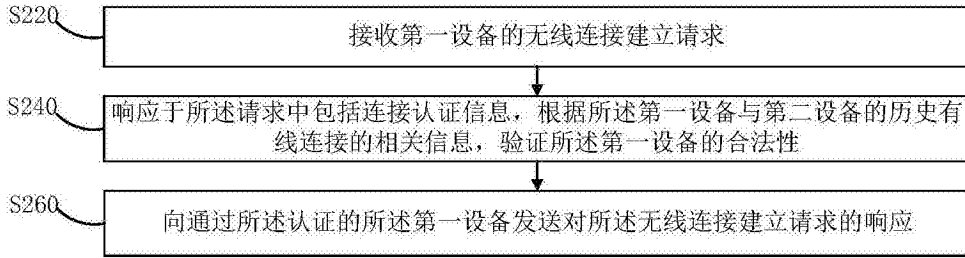 S220
接收第一设备的无线连接建立请求
S240
响应于所述请求中包括连接认证信息，根据所述第一设备与第二设备的历史有
线连接的相关信息，验证所述第一设备的合法性
S260
向通过所述认证的所述第一设备发送对所述无线连接建立请求的响应